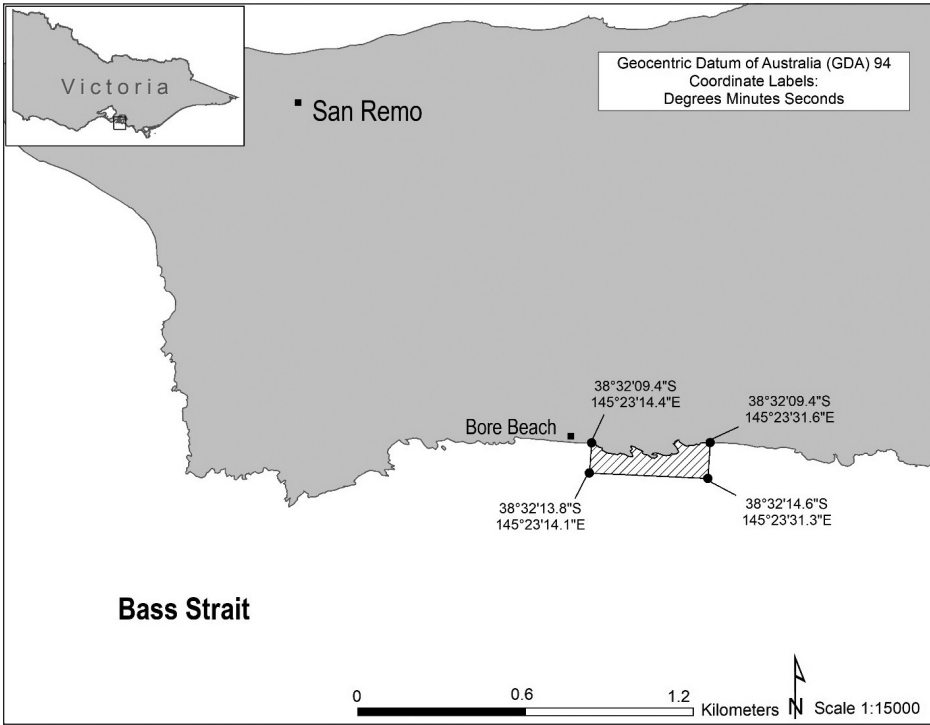 Victoria
San Remo
Geocentric Datum of Australia (GDA) 94
Coordinate Labels:
Degrees Minutes Seconds
38°32'09.4"S
145°23'14.4"E
38°32'09.4"S
145°23'31.6"E
Bore Beach
38°32'13.8"S
145°23'14.1"E
38°32'14.6"S
145°23'31.3"E
Bass Strait
0 0.6 1.2
Kilometers N Scale 1:15000